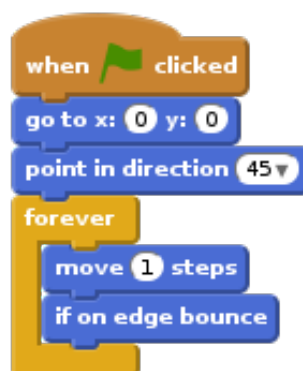 when clicked
go to x: 0 y: 0
point in direction 45
forever
move 1 steps
if on edge bounce